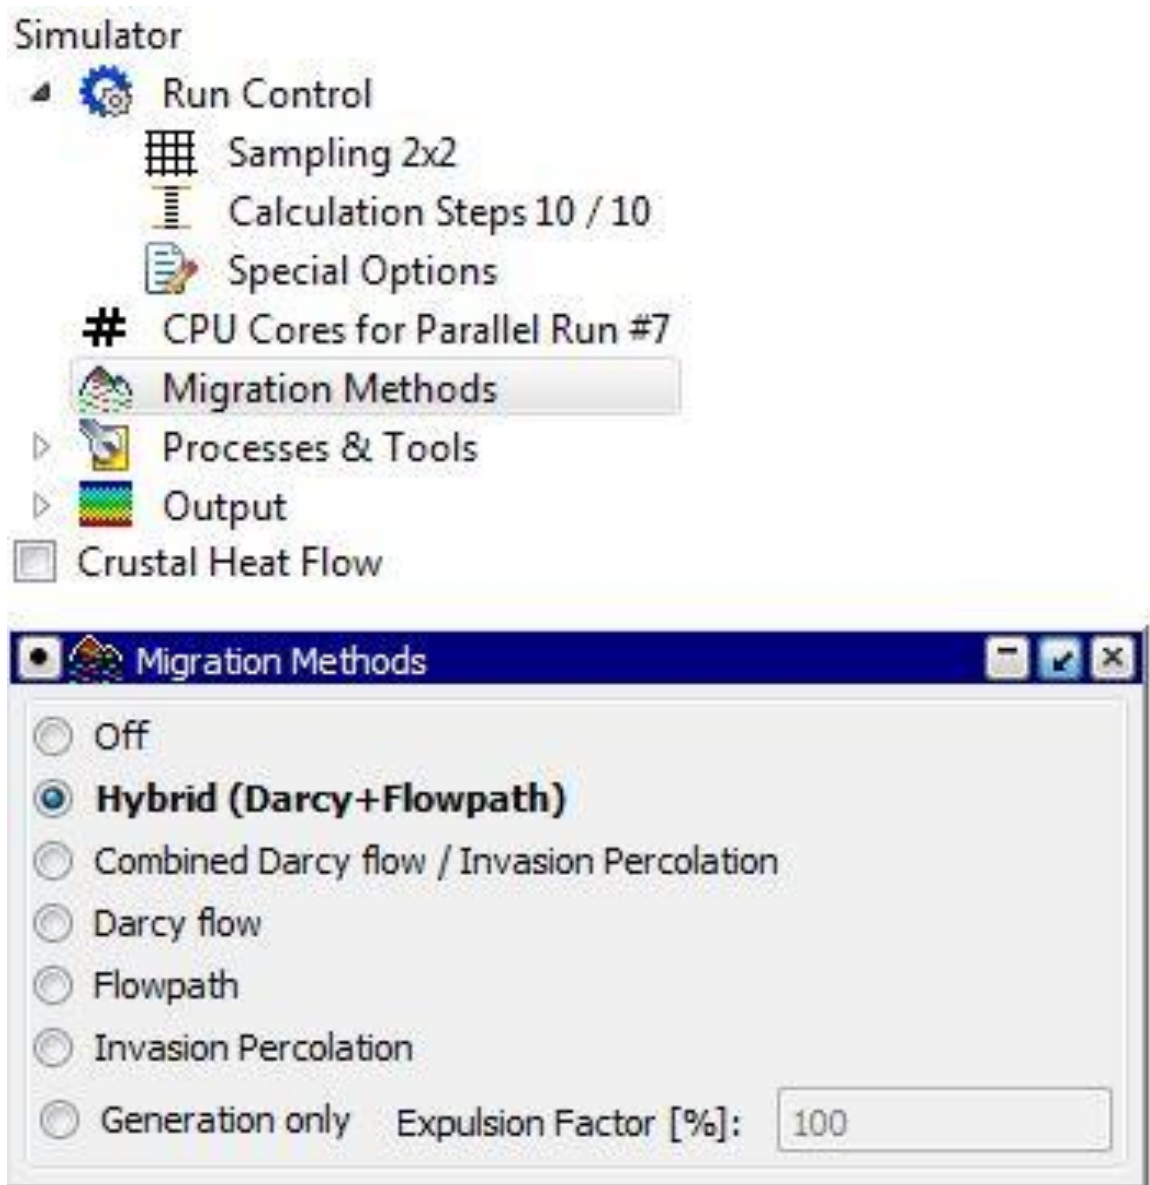 Simulator
Run Control
Sampling 2x2
Calculation Steps 10 / 10
Special Options
# CPU Cores for Parallel Run #7
Migration Methods
Processes & Tools
Output
Crustal Heat Flow
Migration Methods
Off
Hybrid (Darcy+Flowpath)
Combined Darcy flow / Invasion Percolation
Darcy flow
Flowpath
Invasion Percolation
Generation only Expulsion Factor [%]: 100